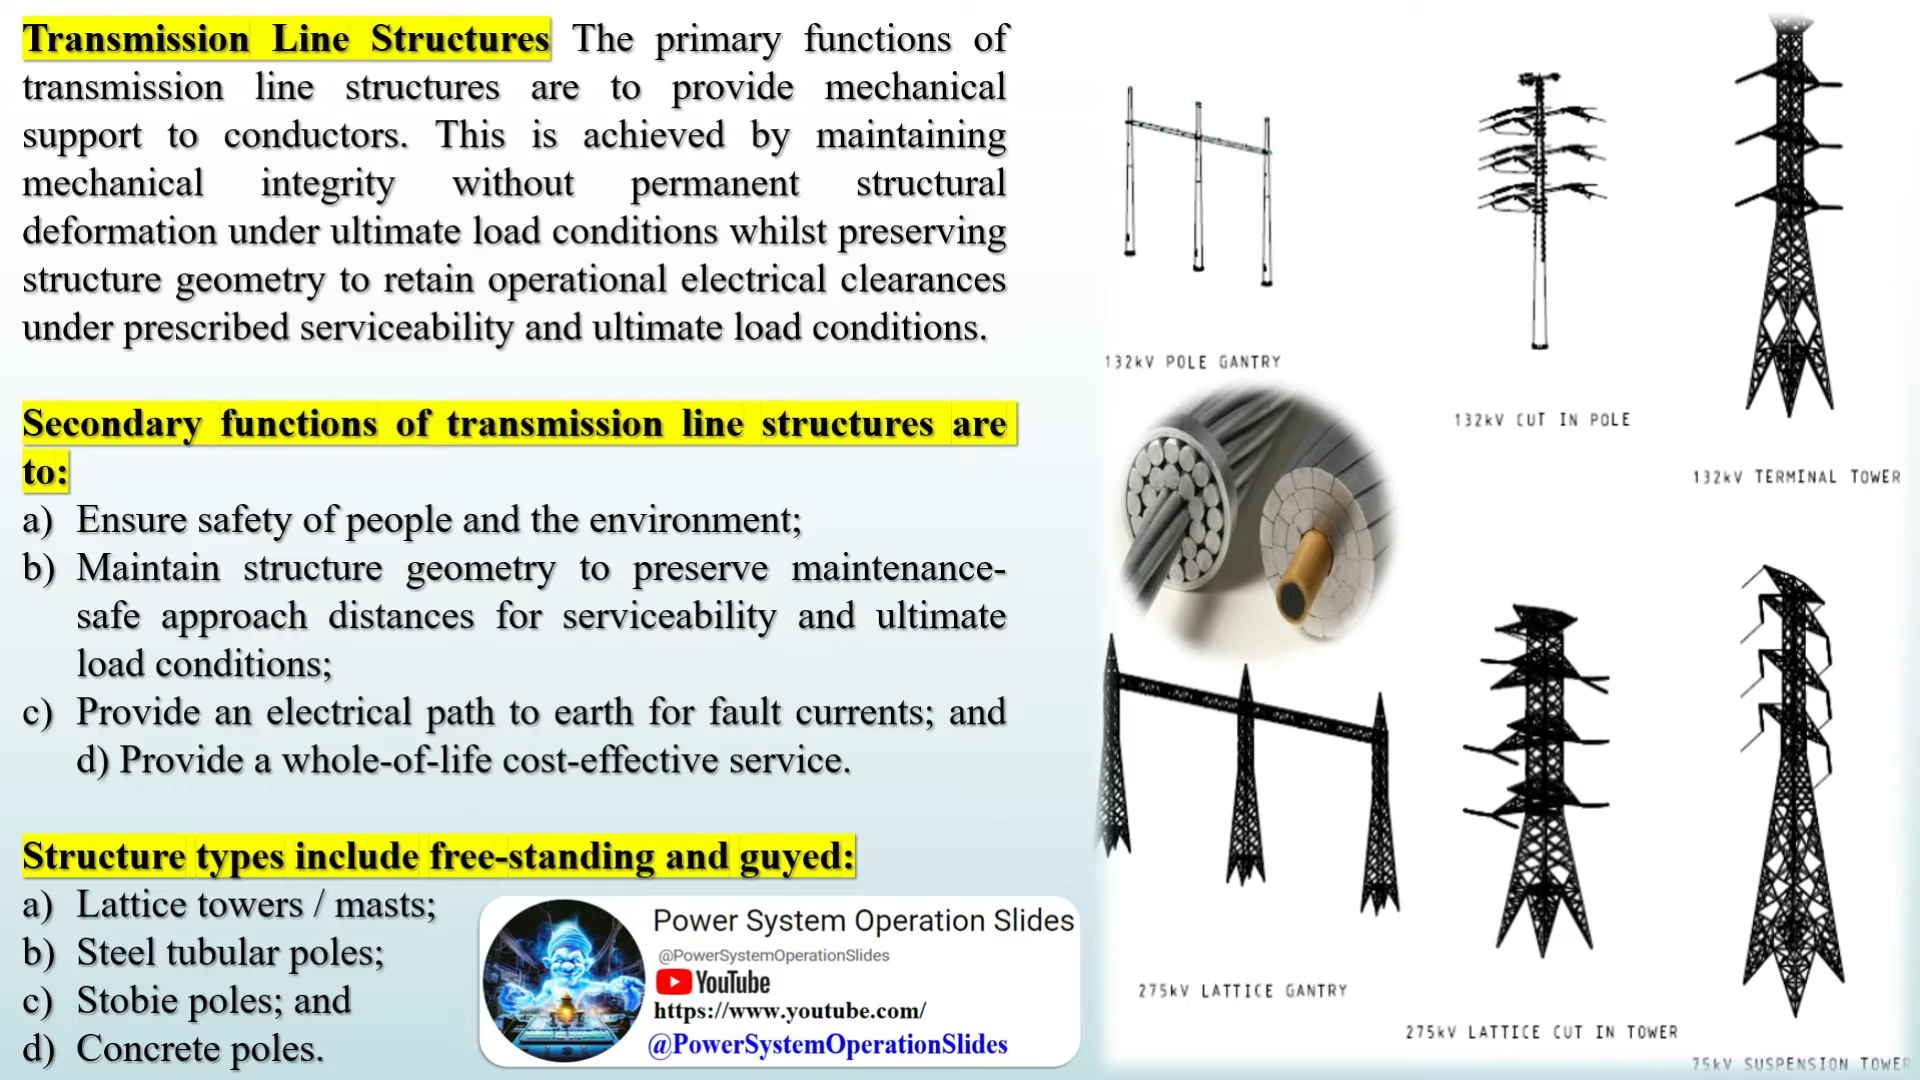 Transmission Line Structures The primary functions of
transmission line structures are to provide mechanical
support to conductors. This is achieved by maintaining
mechanical integrity without permanent structural
deformation under ultimate load conditions whilst preserving
structure geometry to retain operational electrical clearances
under prescribed serviceability and ultimate load conditions.
Secondary functions of transmission line structures are
to:
a) Ensure safety of people and the environment;
b) Maintain structure geometry to preserve maintenance-
safe approach distances for serviceability and ultimate
load conditions;
c) Provide an electrical path to earth for fault currents; and
d) Provide a whole-of-life cost-effective service.
Structure types include free-standing and guyed:
a) Lattice towers / masts;
b) Steel tubular poles;
c) Stobie poles; and
d) Concrete poles.
Power System Operation Slides
@PowerSystemOperationSlides
YouTube
https://www.youtube.com/
@PowerSystemOperationSlides
132kV POLE GANTRY
132kV CUT IN POLE
132kV TERMINAL TOWER
275kV LATTICE GANTRY
275kV LATTICE CUT IN TOWER
75kV SUSPENSION TOWER